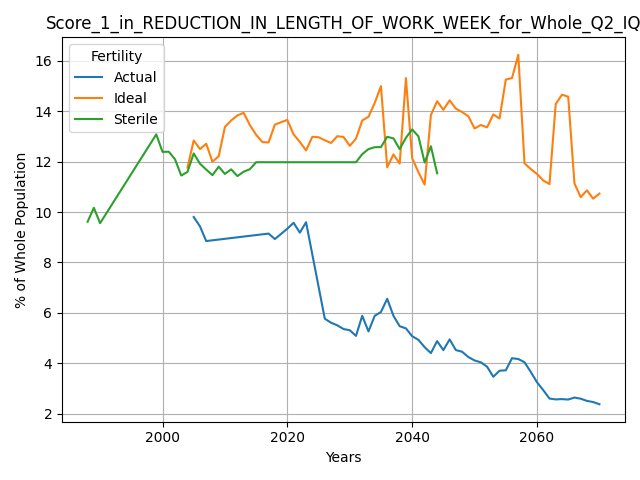 Score_1_in_REDUCTION_IN_LENGTH_OF_WORK_WEEK_for_Whole_Q2_IQ
Fertility
Actual
Ideal
Sterile
% of Whole Population
16
14
12
10
8
6
4
2
2000 2020 2040 2060
Years